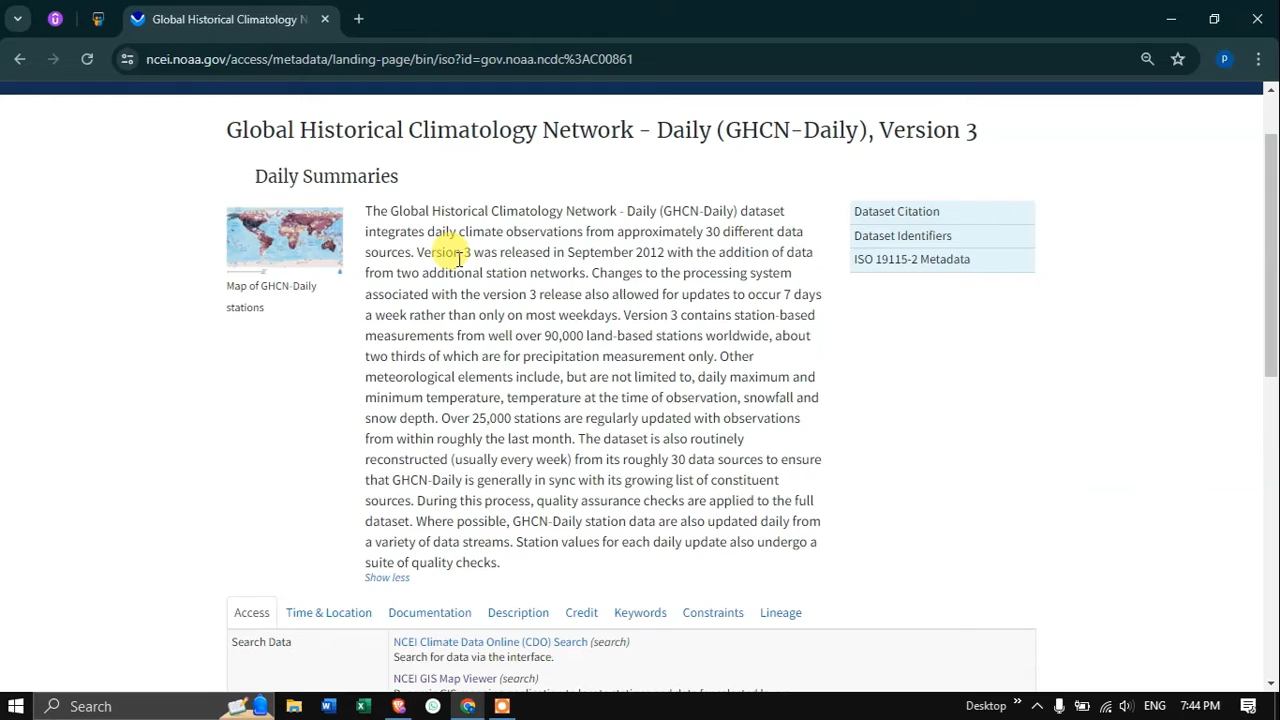 Global Historical Climatology N
ncei.noaa.gov/access/metadata/landing-page/bin/iso?id=gov.noaa.ncdc%3AC00861
P
Global Historical Climatology Network - Daily (GHCN-Daily), Version 3
Daily Summaries
Map of GHCN-Daily
stations
The Global Historical Climatology Network - Daily (GHCN-Daily) dataset
integrates daily climate observations from approximately 30 different data
sources. Version 3 was released in September 2012 with the addition of data
from two additional station networks. Changes to the processing system
associated with the version 3 release also allowed for updates to occur 7 days
a week rather than only on most weekdays. Version 3 contains station-based
measurements from well over 90,000 land-based stations worldwide, about
two thirds of which are for precipitation measurement only. Other
meteorological elements include, but are not limited to, daily maximum and
minimum temperature, temperature at the time of observation, snowfall and
snow depth. Over 25,000 stations are regularly updated with observations
from within roughly the last month. The dataset is also routinely
reconstructed (usually every week) from its roughly 30 data sources to ensure
that GHCN-Daily is generally in sync with its growing list of constituent
sources. During this process, quality assurance checks are applied to the full
dataset. Where possible, GHCN-Daily station data are also updated daily from
a variety of data streams. Station values for each daily update also undergo a
suite of quality checks.
Show less
Dataset Citation
Dataset Identifiers
ISO 19115-2 Metadata
Access Time & Location Documentation Description Credit Keywords Constraints Lineage
Search Data
NCEI Climate Data Online (CDO) Search (search)
Search for data via the interface.
NCEI GIS Map Viewer (search)
Search
Desktop
ENG
7:44 PM